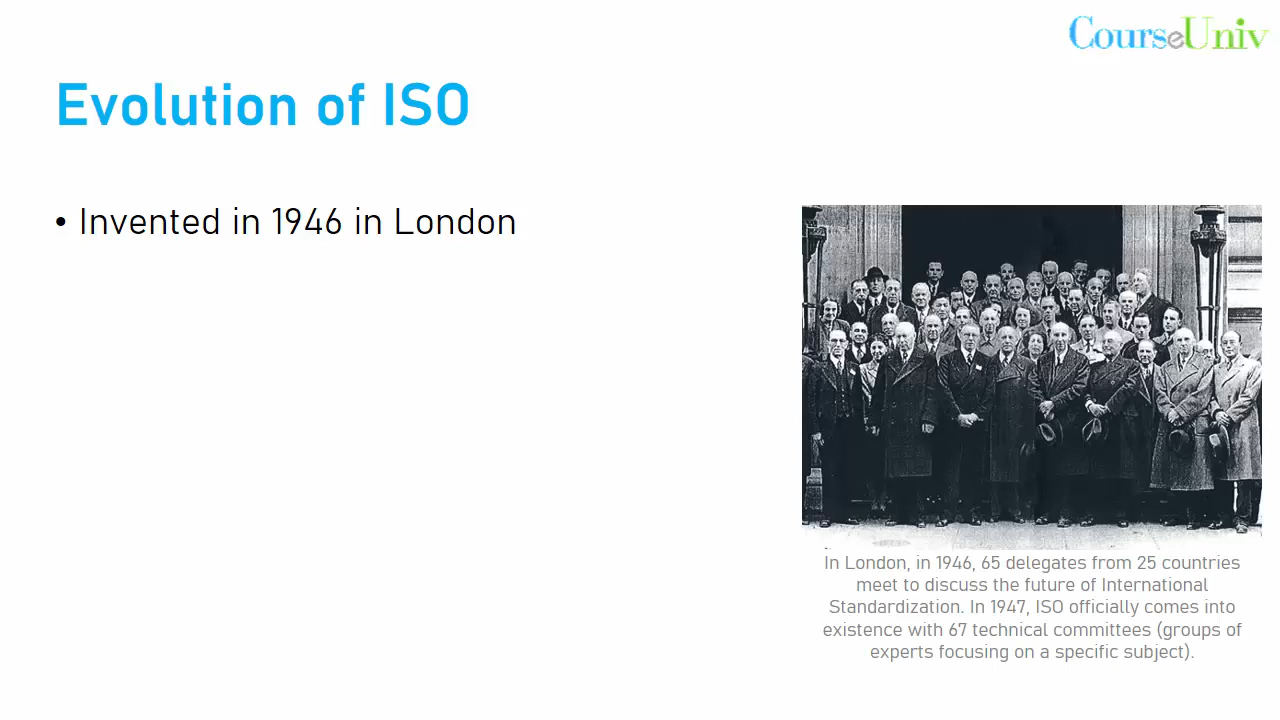 CourseUniv
Evolution of ISO
• Invented in 1946 in London
In London, in 1946, 65 delegates from 25 countries
meet to discuss the future of International
Standardization. In 1947, ISO officially comes into
existence with 67 technical committees (groups of
experts focusing on a specific subject).